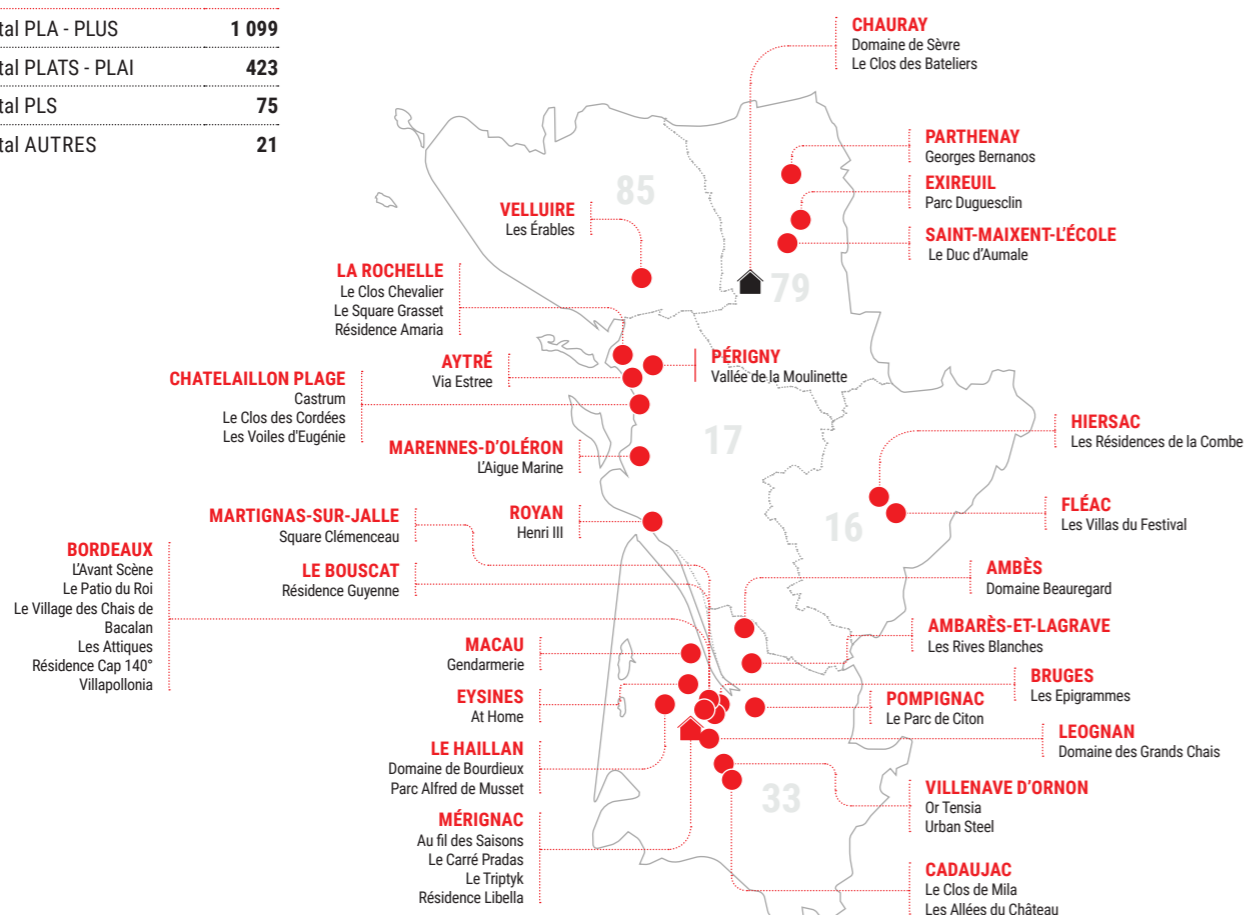 tal PLA - PLUS 1 099
tal PLATS - PLAI 423
tal PLS 75
tal AUTRES 21
CHAURAY
Domaine de Sèvre
Le Clos des Bateliers
PARTHENAY
Georges Bernanos
EXIREUIL
Parc Duguesclin
SAINT-MAIXENT-L'ÉCOLE
Le Duc d'Aumale
85
79
VELLUIRE
Les Érables
LA ROCHELLE
Le Clos Chevalier
Le Square Grasset
Résidence Amaria
AYTRÉ
Via Estree
PÉRIGNY
Vallée de la Moulinette
CHATELAILLON PLAGE
Castrum
Le Clos des Cordées
Les Voiles d'Eugénie
17
MARENNES-D'OLÉRON
L'Aigue Marine
HIERSAC
Les Résidences de la Combe
FLÉAC
Les Villas du Festival
16
ROYAN
Henri III
MARTIGNAS-SUR-JALLE
Square Clémenceau
LE BOUSCAT
Résidence Guyenne
BORDEAUX
L'Avant Scène
Le Patio du Roi
Le Village des Chais de
Bacalan
Les Attiques
Résidence Cap 140°
Villapollonia
AMBÈS
Domaine Beauregard
AMBARÈS-ET-LAGRAVE
Les Rives Blanches
MACAU
Gendarmerie
BRUGES
Les Epigrammes
EYSINES
At Home
POMPIGNAC
Le Parc de Citon
LEOGNAN
Domaine des Grands Chais
LE HAILLAN
Domaine de Bourdieux
Parc Alfred de Musset
33
VILLENAVE D'ORNON
Or Tensia
Urban Steel
MÉRIGNAC
Au fil des Saisons
Le Carré Pradas
Le Triptyk
Résidence Libella
CADAUJAC
Le Clos de Mila
Les Allées du Château